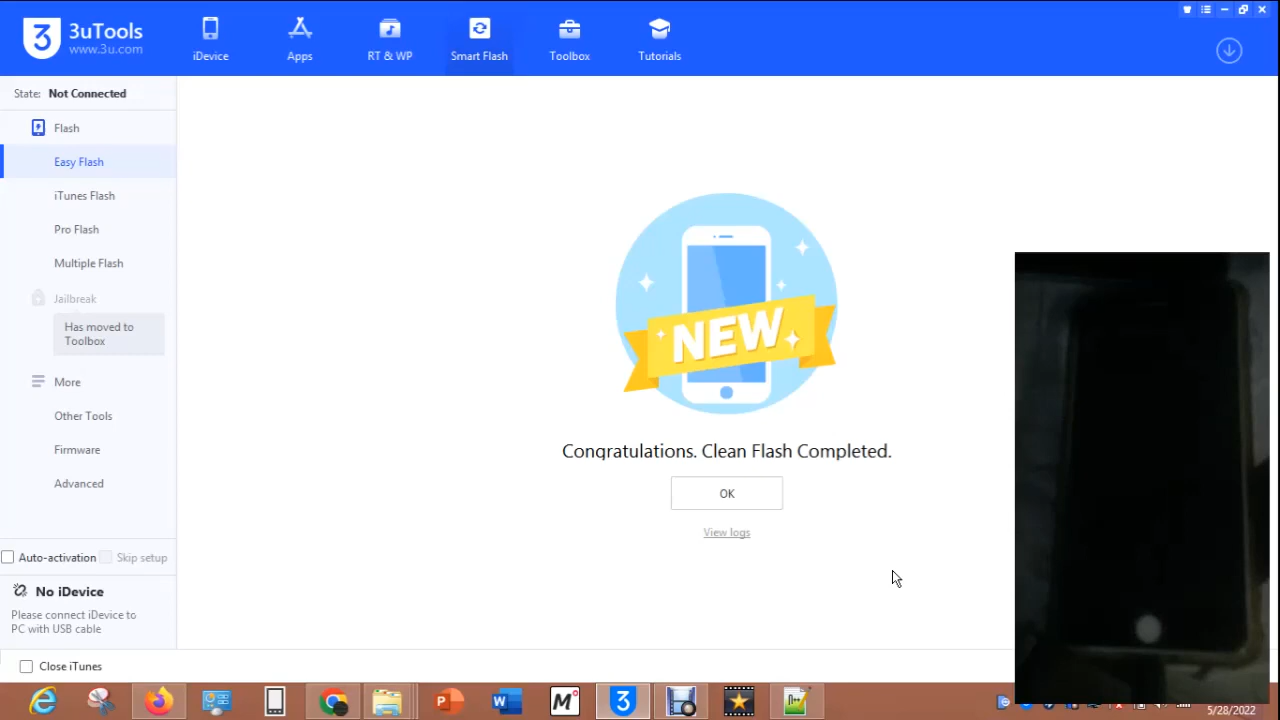 3 3uTools
www.3u.com
iDevice
Apps
RT & WP
Smart Flash
Toolbox
Tutorials
State: Not Connected
Flash
Easy Flash
iTunes Flash
Pro Flash
Multiple Flash
Jailbreak
Has moved to
Toolbox
More
Other Tools
Firmware
Advanced
Auto-activation
Skip setup
No iDevice
Please connect iDevice to
PC with USB cable
Close iTunes
NEW
Congratulations. Clean Flash Completed.
OK
View logs
5/28/2022